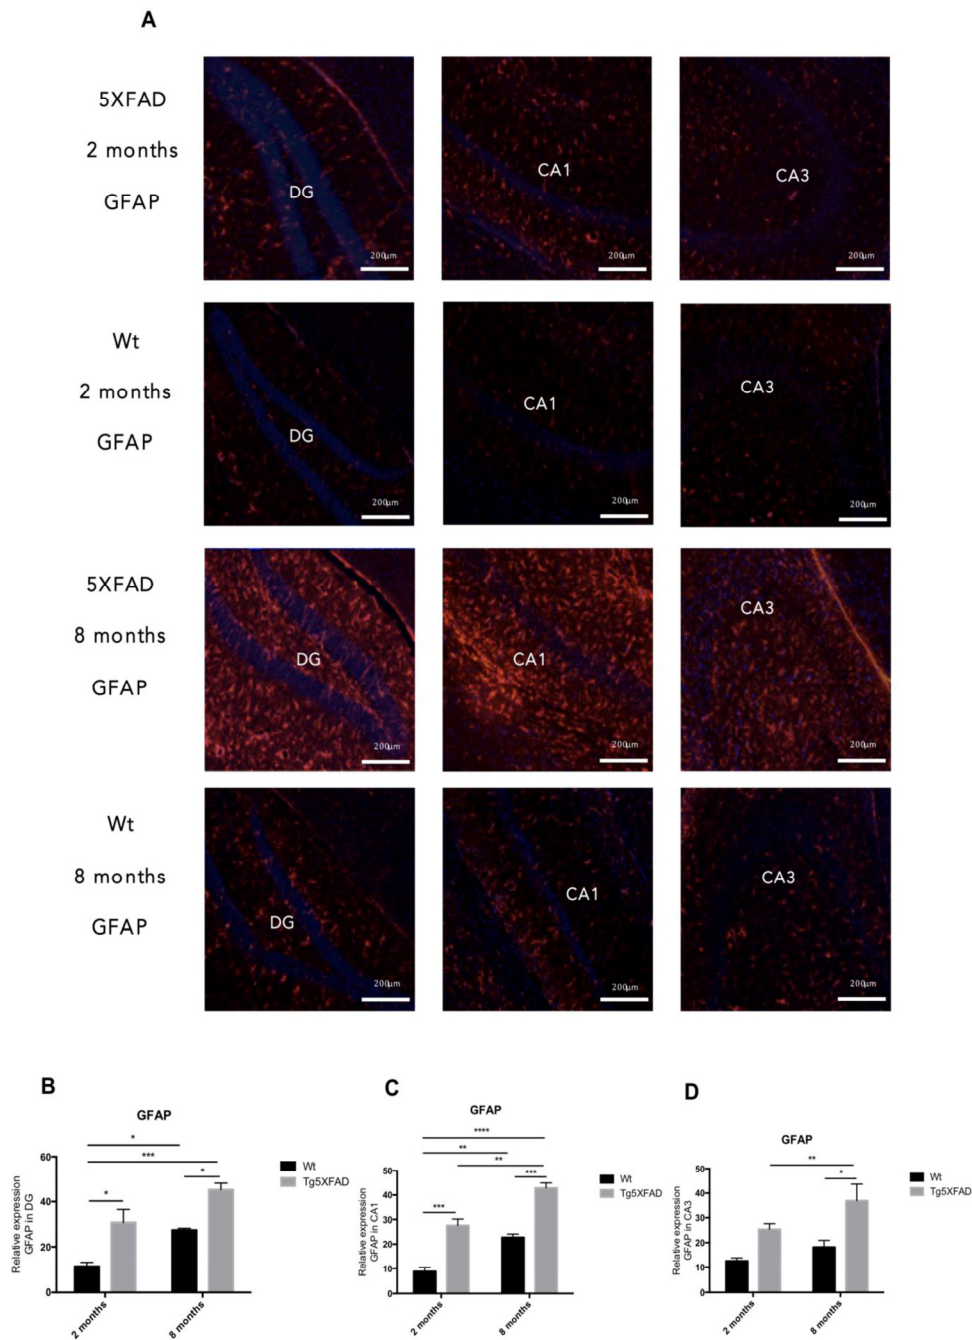 A
5XFAD
2 months
GFAP
DG
200µm
CA1
200µm
CA3
200µm
Wt
2 months
GFAP
DG
200µm
CA1
200µm
CA3
200µm
5XFAD
8 months
GFAP
DG
200µm
CA1
200µm
CA3
200µm
Wt
8 months
GFAP
DG
200µm
CA1
200µm
CA3
200µm
B
GFAP
*
***
*
*
Wt
Tg5XFAD
Relative expression
GFAP in DG
60
40
20
0
2 months
8 months
C
GFAP
****
**
**
***
***
Wt
Tg5XFAD
Relative expression
GFAP in CA1
50
40
30
20
10
0
2 months
8 months
D
GFAP
**
*
Wt
Tg5XFAD
Relative expression
GFAP in CA3
50
40
30
20
10
0
2 months
8 months